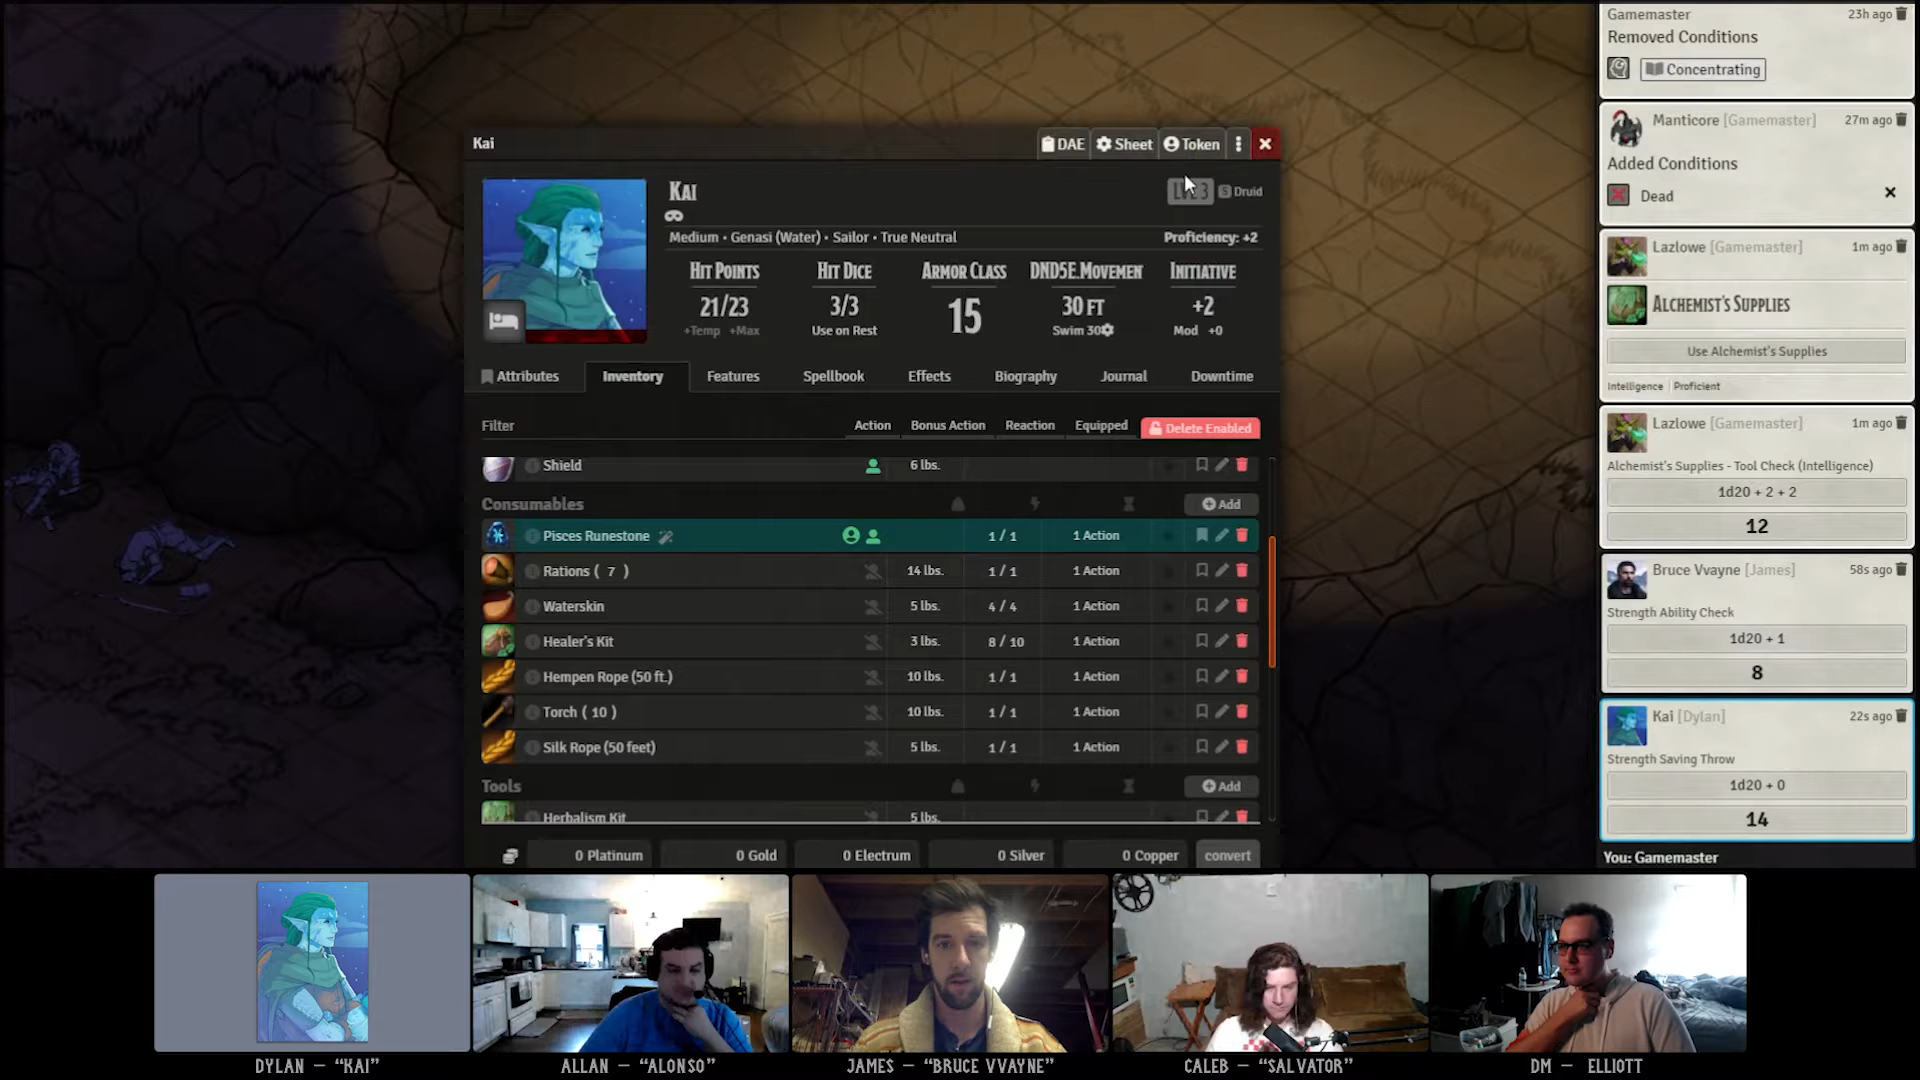 Kai
DAE Sheet Token
KAI
LVL 3 S Druid
Medium • Genasi (Water) • Sailor • True Neutral
Proficiency: +2
HIT POINTS HIT DICE ARMOR CLASS DND5E.MOVEMEN INITIATIVE
21/23 3/3 15 30 FT +2
+Temp +Max Use on Rest Swim 30 Mod +0
Attributes Inventory Features Spellbook Effects Biography Journal Downtime
Filter Action Bonus Action Reaction Equipped Delete Enabled
Shield 6 lbs.
Consumables Add
Pisces Runestone 1 / 1 1 Action
Rations ( 7 ) 14 lbs. 1 / 1 1 Action
Waterskin 5 lbs. 4 / 4 1 Action
Healer's Kit 3 lbs. 8 / 10 1 Action
Hempen Rope (50 ft.) 10 lbs. 1 / 1 1 Action
Torch ( 10 ) 10 lbs. 1 / 1 1 Action
Silk Rope (50 feet) 5 lbs. 1 / 1 1 Action
Tools Add
Herbalism Kit 5 lbs.
0 Platinum 0 Gold 0 Electrum 0 Silver 0 Copper convert
Gamemaster 23h ago
Removed Conditions
Concentrating
Manticore [Gamemaster] 27m ago
Added Conditions
Dead
Lazlowe [Gamemaster] 1m ago
ALCHEMIST'S SUPPLIES
Use Alchemist's Supplies
Intelligence Proficient
Lazlowe [Gamemaster] 1m ago
Alchemist's Supplies - Tool Check (Intelligence)
1d20 + 2 + 2
12
Bruce Vvayne [James] 58s ago
Strength Ability Check
1d20 + 1
8
Kai [Dylan] 22s ago
Strength Saving Throw
1d20 + 0
14
You: Gamemaster
DYLAN – "KAI"
ALLAN – "ALONSO"
JAMES – "BRUCE VVAYNE"
CALEB – "SALVATOR"
DM – ELLIOTT